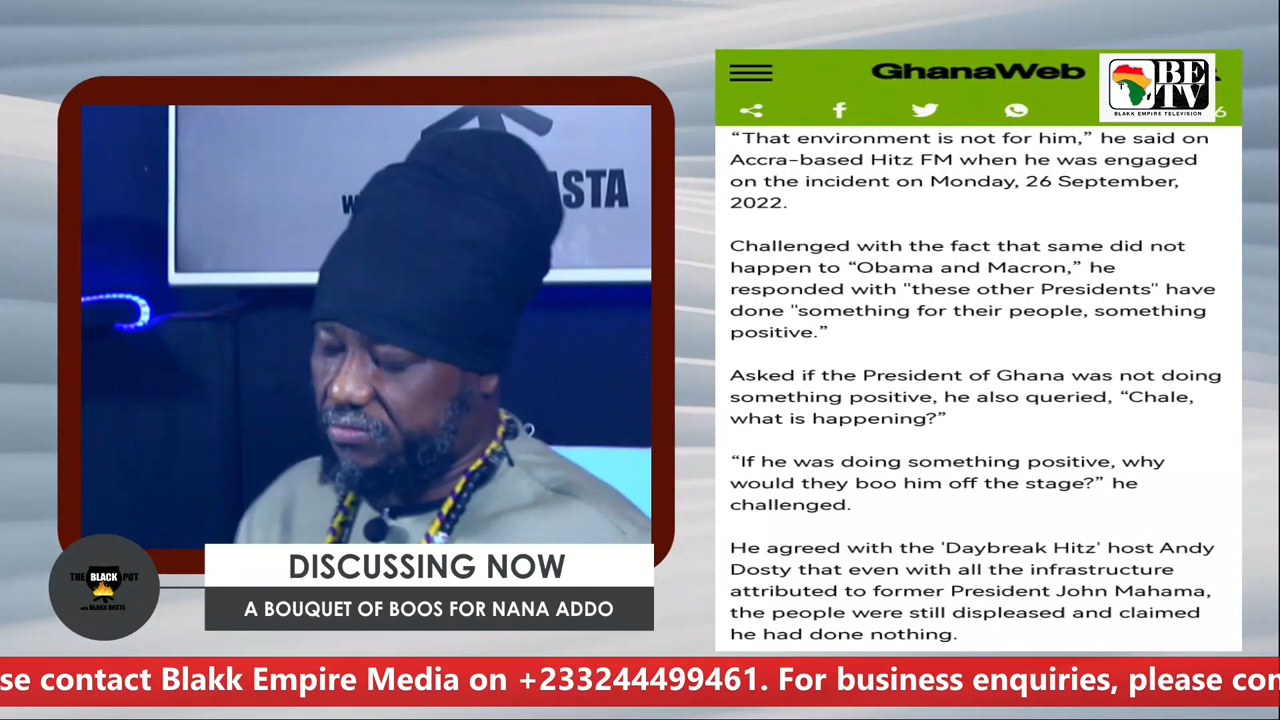 GhanaWeb
BE
TV
BLAKK EMPIRE TELEVISION
6
“That environment is not for him,” he said on
Accra-based Hitz FM when he was engaged
on the incident on Monday, 26 September,
2022.
Challenged with the fact that same did not
happen to “Obama and Macron,” he
responded with "these other Presidents" have
done "something for their people, something
positive.”
Asked if the President of Ghana was not doing
something positive, he also queried, “Chale,
what is happening?”
“If he was doing something positive, why
would they boo him off the stage?” he
challenged.
He agreed with the 'Daybreak Hitz' host Andy
Dosty that even with all the infrastructure
attributed to former President John Mahama,
the people were still displeased and claimed
he had done nothing.
W
ASTA
THE BLACK POT
with BLAKK RASTA
DISCUSSING NOW
A BOUQUET OF BOOS FOR NANA ADDO
se contact Blakk Empire Media on +233244499461. For business enquiries, please con